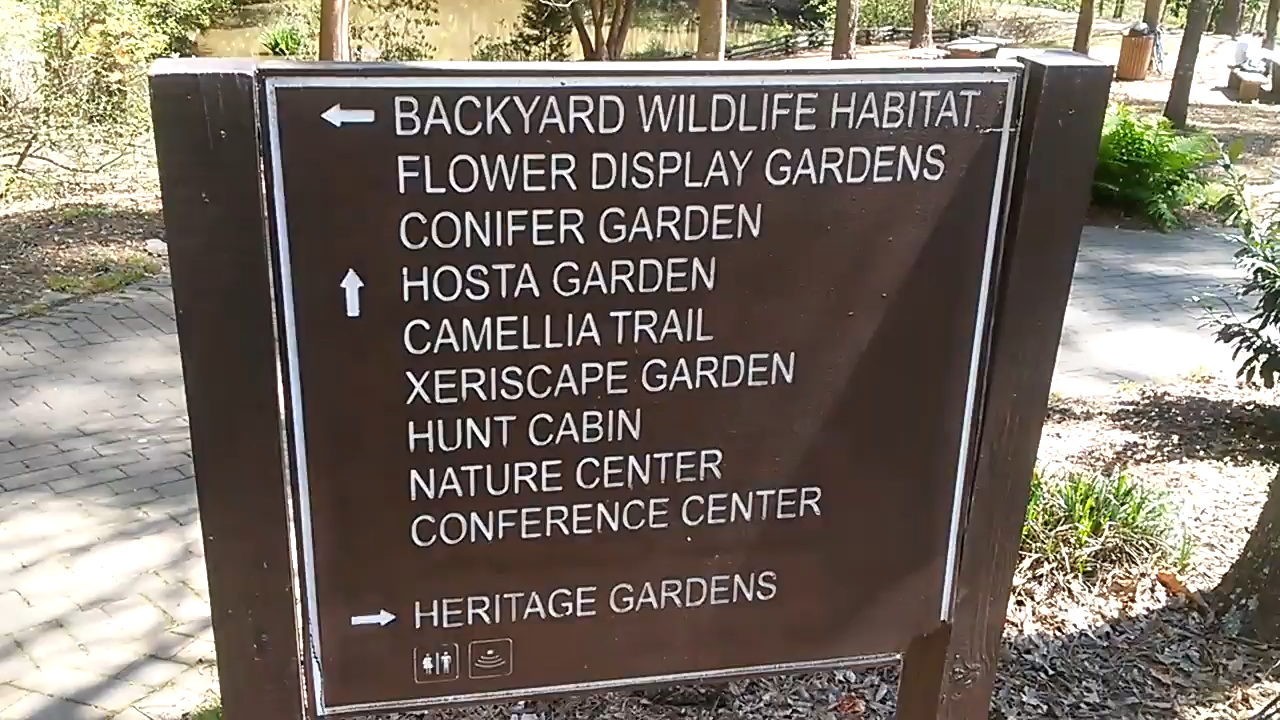 BACKYARD WILDLIFE HABITAT
FLOWER DISPLAY GARDENS
CONIFER GARDEN
HOSTA GARDEN
CAMELLIA TRAIL
XERISCAPE GARDEN
HUNT CABIN
NATURE CENTER
CONFERENCE CENTER
HERITAGE GARDENS